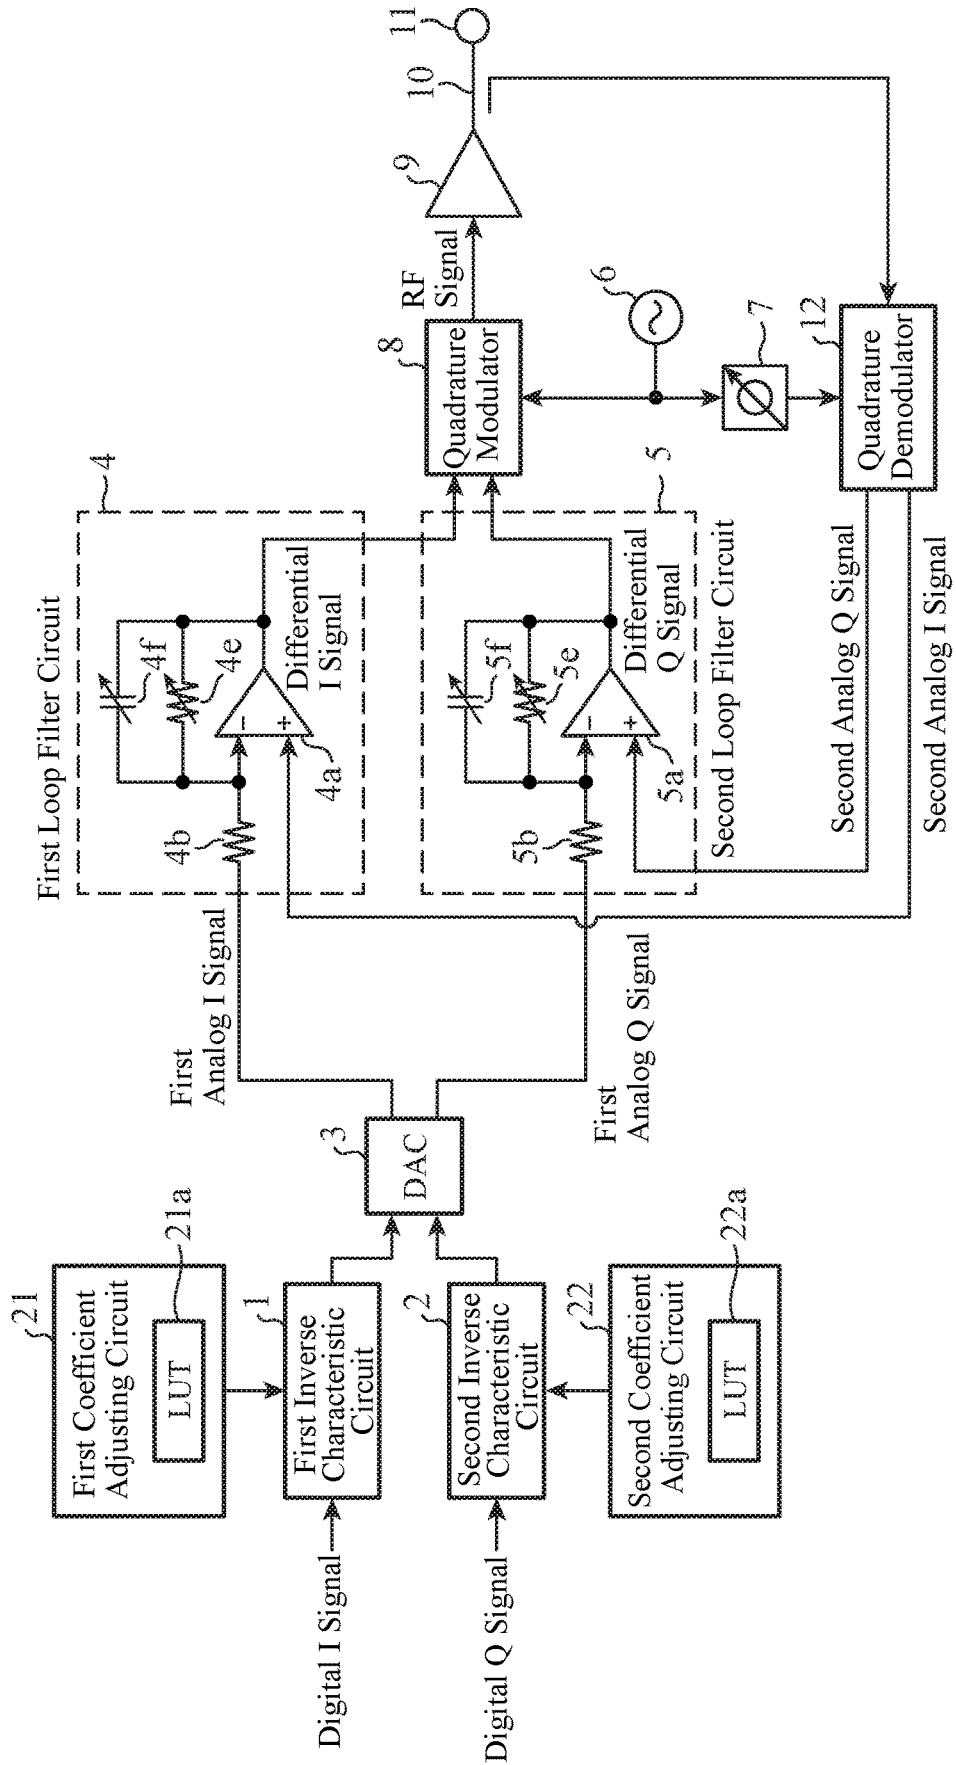 21
First Coefficient
Adjusting Circuit
LUT
21a
Digital I Signal
1
First Inverse
Characteristic
Circuit
Digital Q Signal
2
Second Inverse
Characteristic
Circuit
22
Second Coefficient
Adjusting Circuit
LUT
22a
3
DAC
First
Analog I Signal
First
Analog Q Signal
First Loop Filter Circuit
4
4b
4f
4e
-
+
4a
Differential
I Signal
5
5b
5f
5e
-
+
5a
Differential
Q Signal
Second Loop Filter Circuit
Second Analog Q Signal
Second Analog I Signal
8
Quadrature
Modulator
RF
Signal
9
10
11
6
7
12
Quadrature
Demodulator